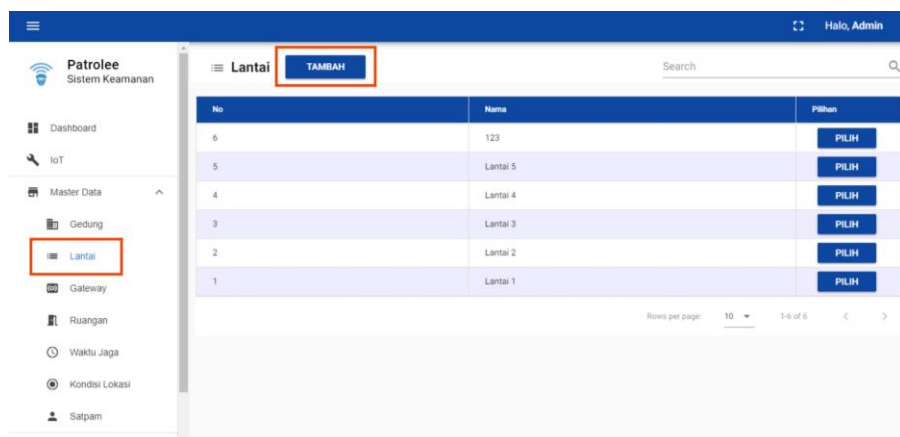 Halo, Admin
Patrolee
Sistem Keamanan
Dashboard
IoT
Master Data
Gedung
Lantai
Gateway
Ruangan
Waktu Jaga
Kondisi Lokasi
Satpam
Lantai TAMBAH Search
No Nama Pilihan
6 123 PILIH
5 Lantai 5 PILIH
4 Lantai 4 PILIH
3 Lantai 3 PILIH
2 Lantai 2 PILIH
1 Lantai 1 PILIH
Rows per page: 10 1-6 of 6